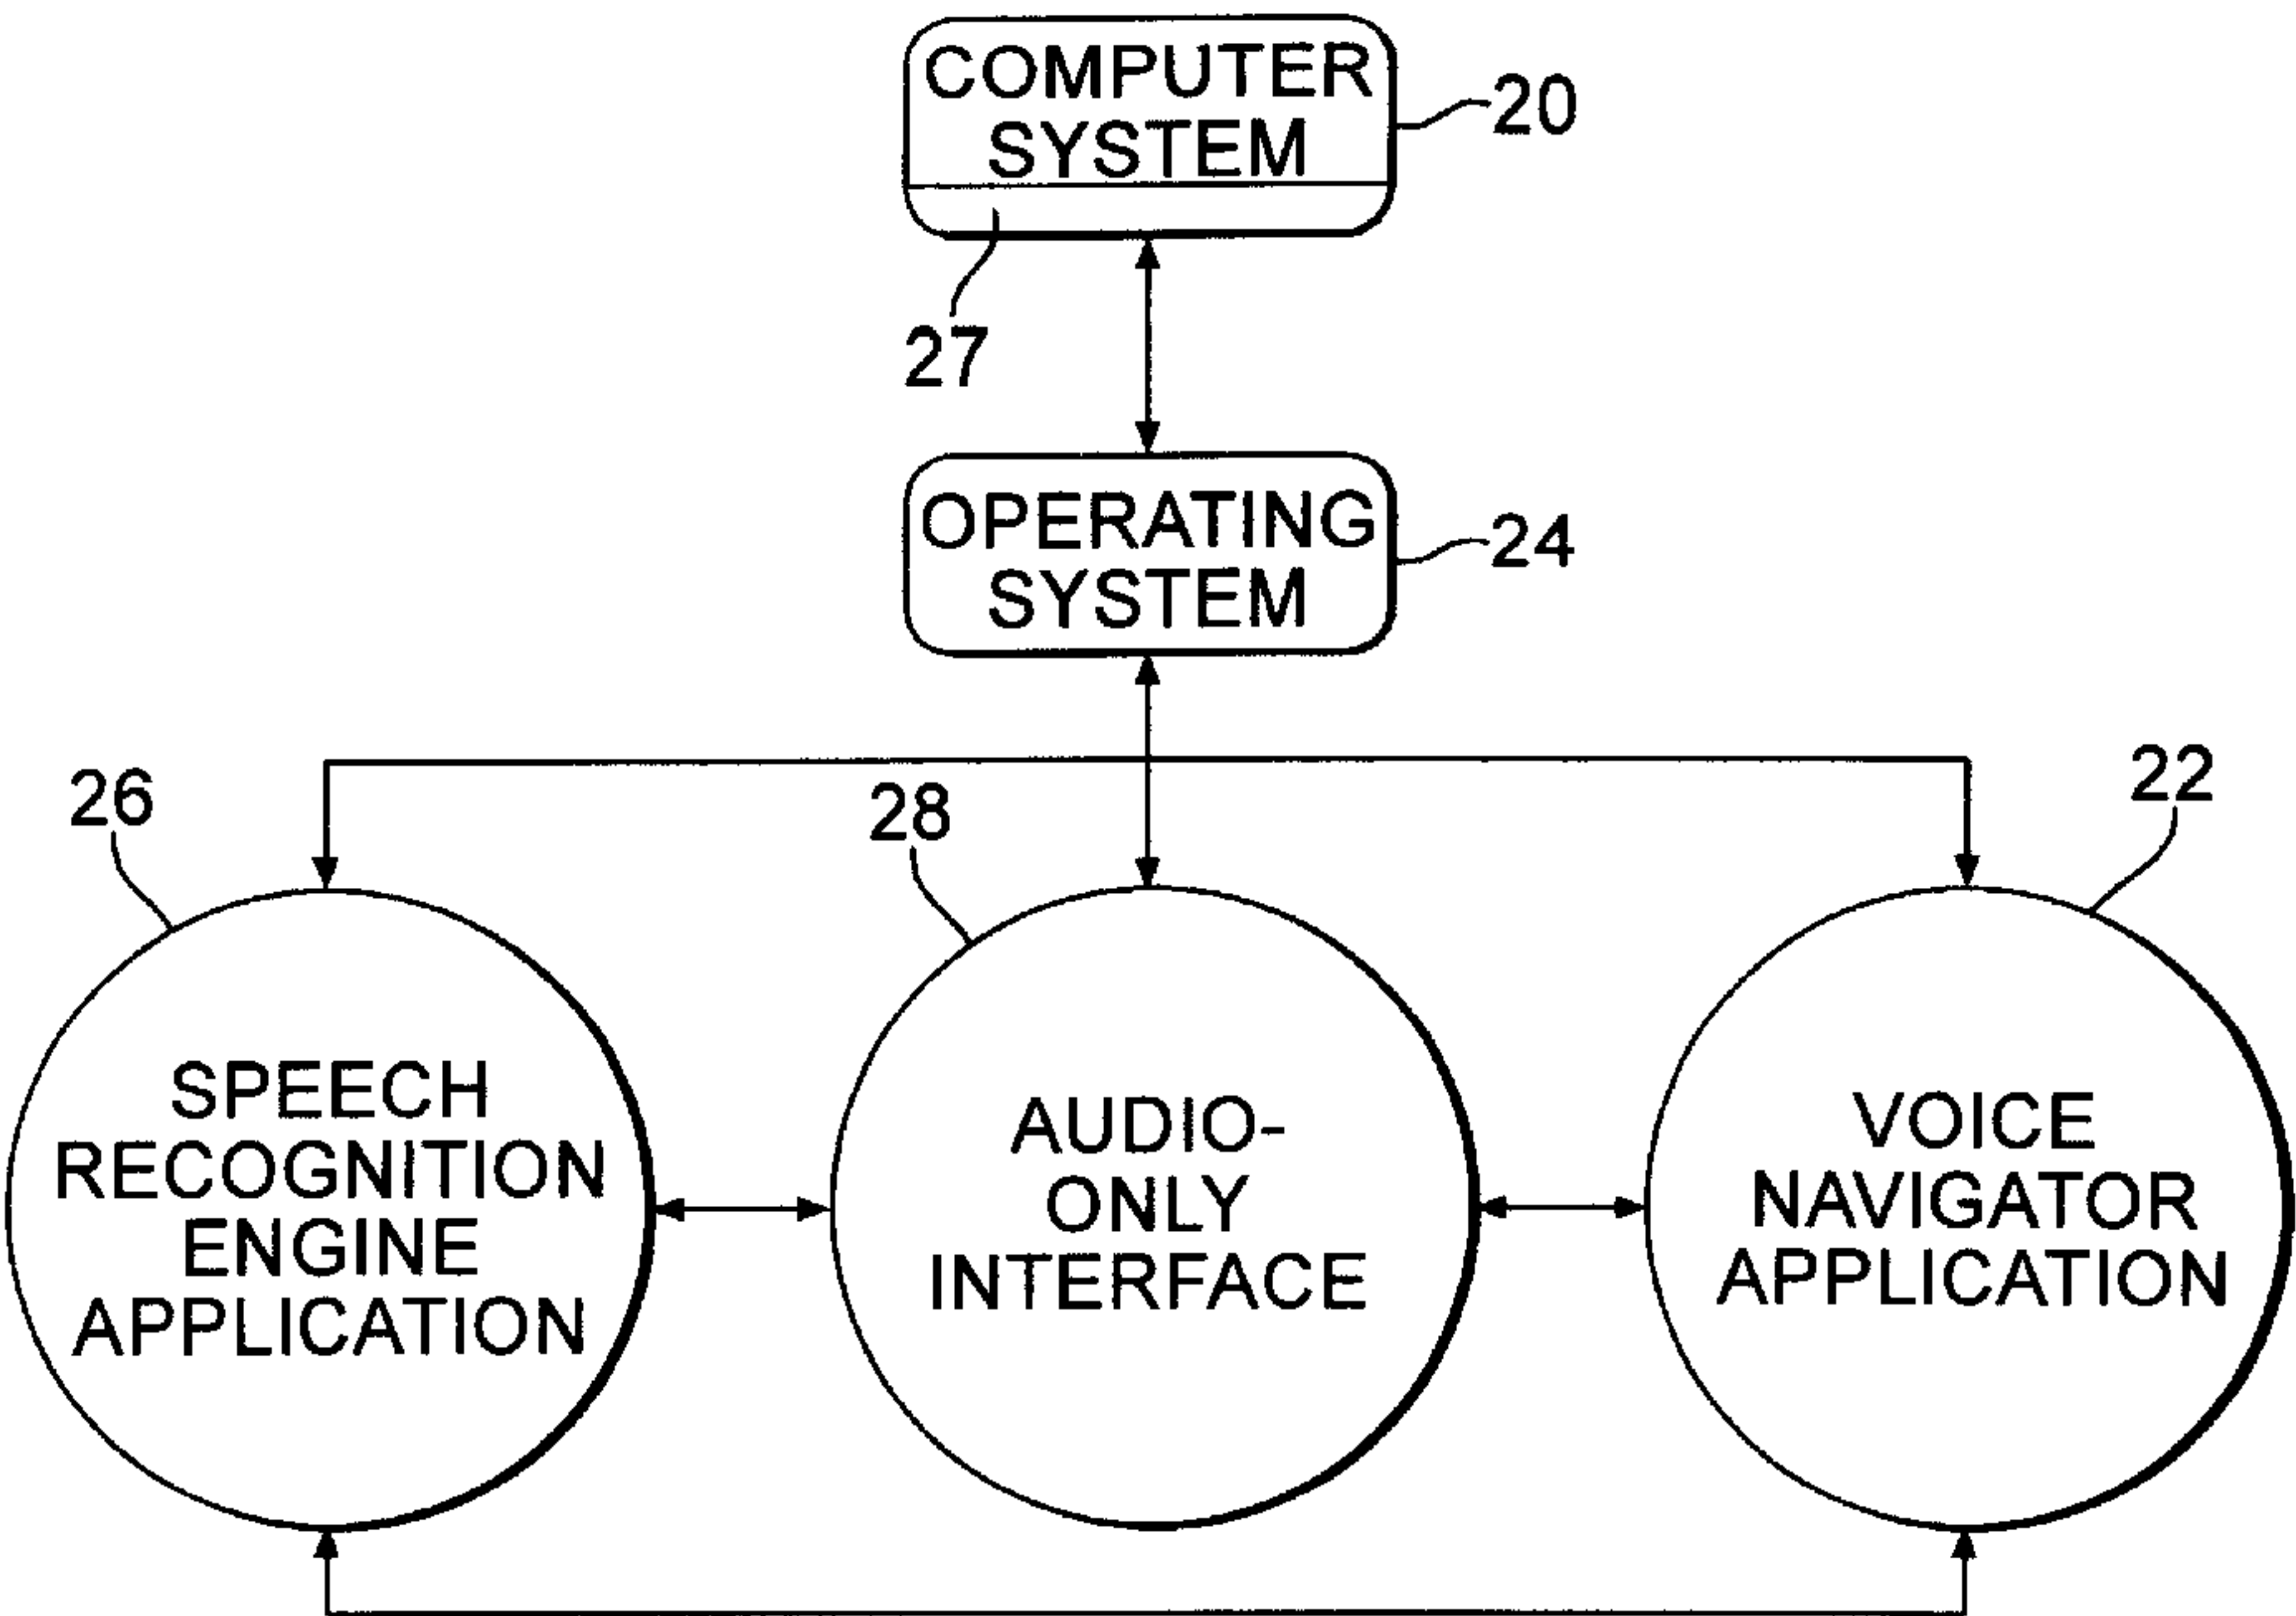 COMPUTER
SYSTEM
20
27
OPERATING
SYSTEM
24
26
28
22
SPEECH
RECOGNITION
ENGINE
APPLICATION
AUDIO-
ONLY
INTERFACE
VOICE
NAVIGATOR
APPLICATION